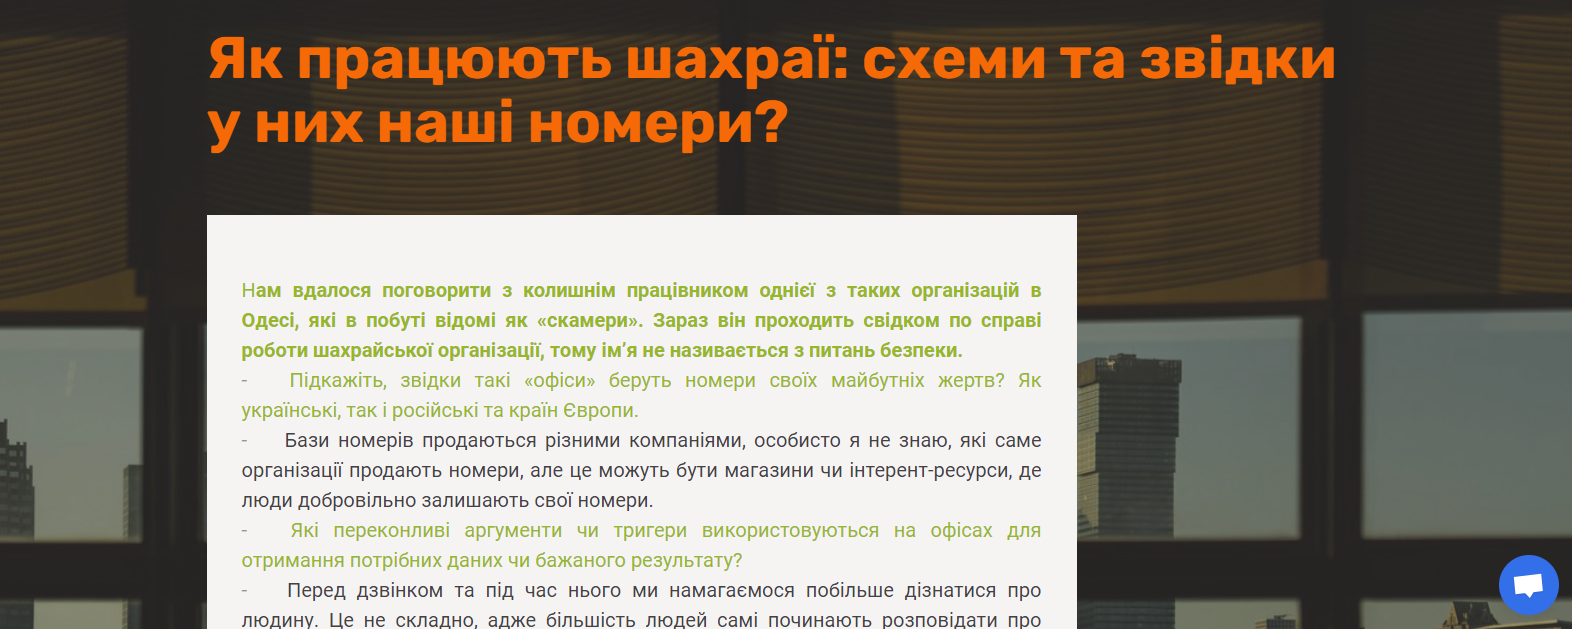 Як працюють шахраї: схеми та звідки
у них наші номери?
Нам вдалося поговорити з колишнім працівником однієї з таких організацій в
Одесі, які в побуті відомі як «скамери». Зараз він проходить свідком по справі
роботи шахрайської організації, тому ім’я не називається з питань безпеки.
- Підкажіть, звідки такі «офіси» беруть номери своїх майбутніх жертв? Як
українські, так і російські та країн Європи.
- Бази номерів продаються різними компаніями, особисто я не знаю, які саме
організації продають номери, але це можуть бути магазини чи інтерент-ресурси, де
люди добровільно залишають свої номери.
- Які переконливі аргументи чи тригери використовуються на офісах для
отримання потрібних даних чи бажаного результату?
- Перед дзвінком та під час нього ми намагаємося побільше дізнатися про
людину. Це не складно, адже більшість людей самі починають розповідати про